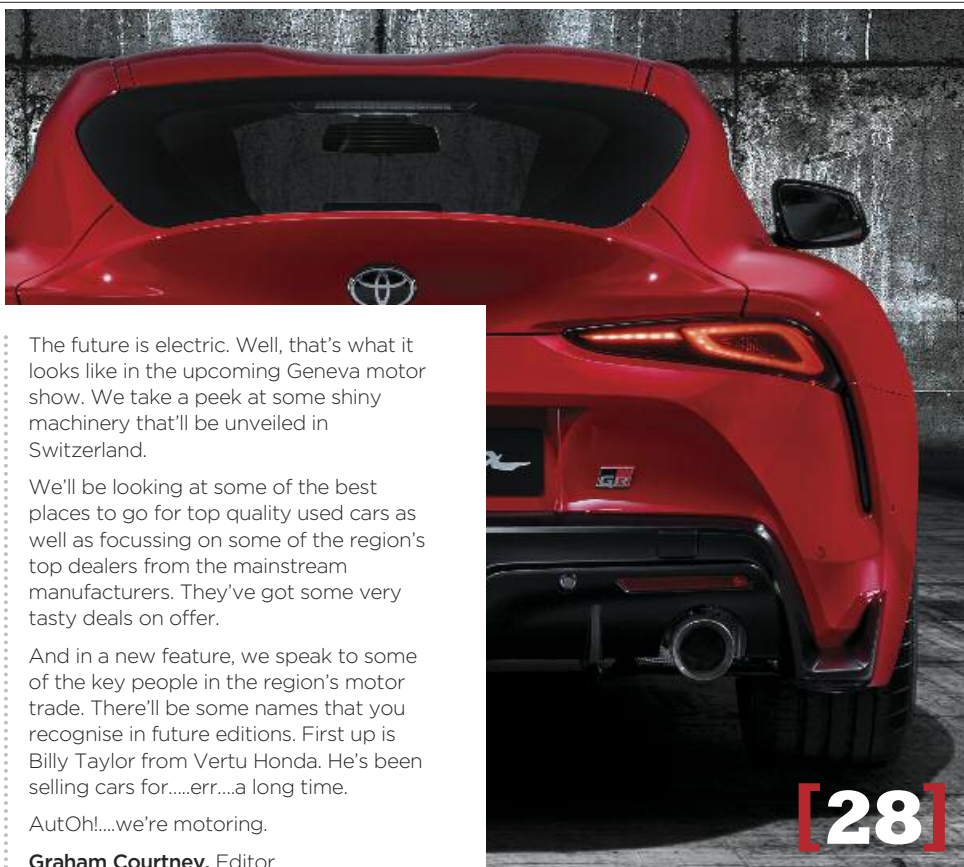 The future is electric. Well, that's what it
looks like in the upcoming Geneva motor
show. We take a peek at some shiny
machinery that'll be unveiled in
Switzerland.
We'll be looking at some of the best
places to go for top quality used cars as
well as focussing on some of the region's
top dealers from the mainstream
manufacturers. They've got some very
tasty deals on offer.
And in a new feature, we speak to some
of the key people in the region's motor
trade. There'll be some names that you
recognise in future editions. First up is
Billy Taylor from Vertu Honda. He's been
selling cars for.....err....a long time.
AutOh!....we're motoring.
Graham Courtney, Editor
GR
[28]